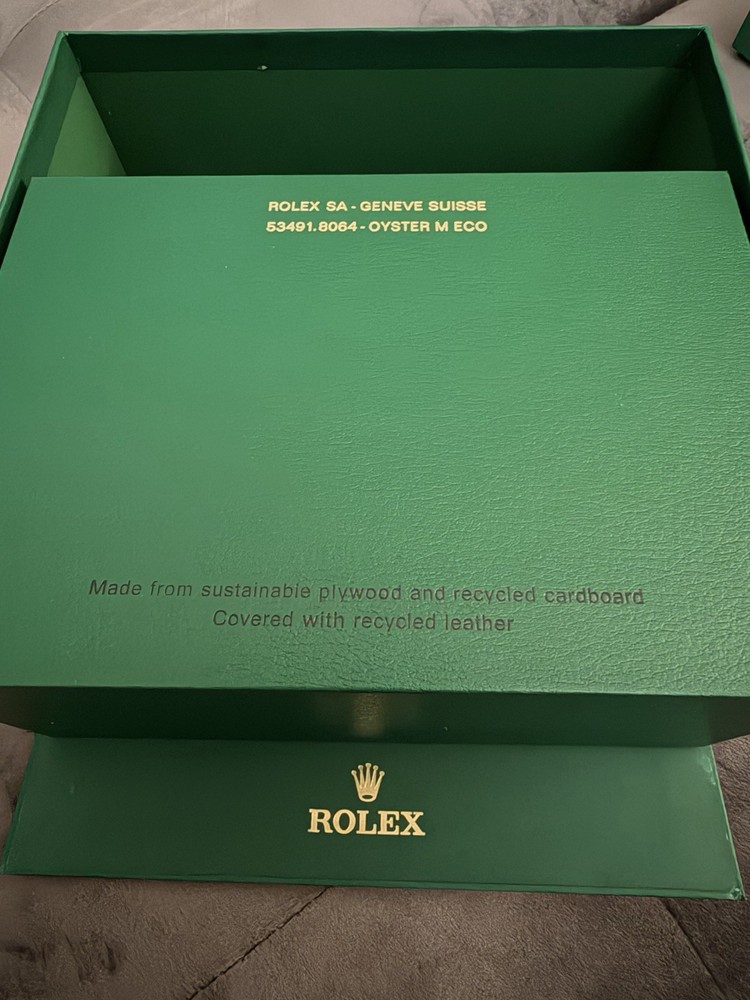 ROLEX SA - GENEVE SUISSE
53491.8064 - OYSTER M ECO
Made from sustainable plywood and recycled cardboard
Covered with recycled leather
ROLEX